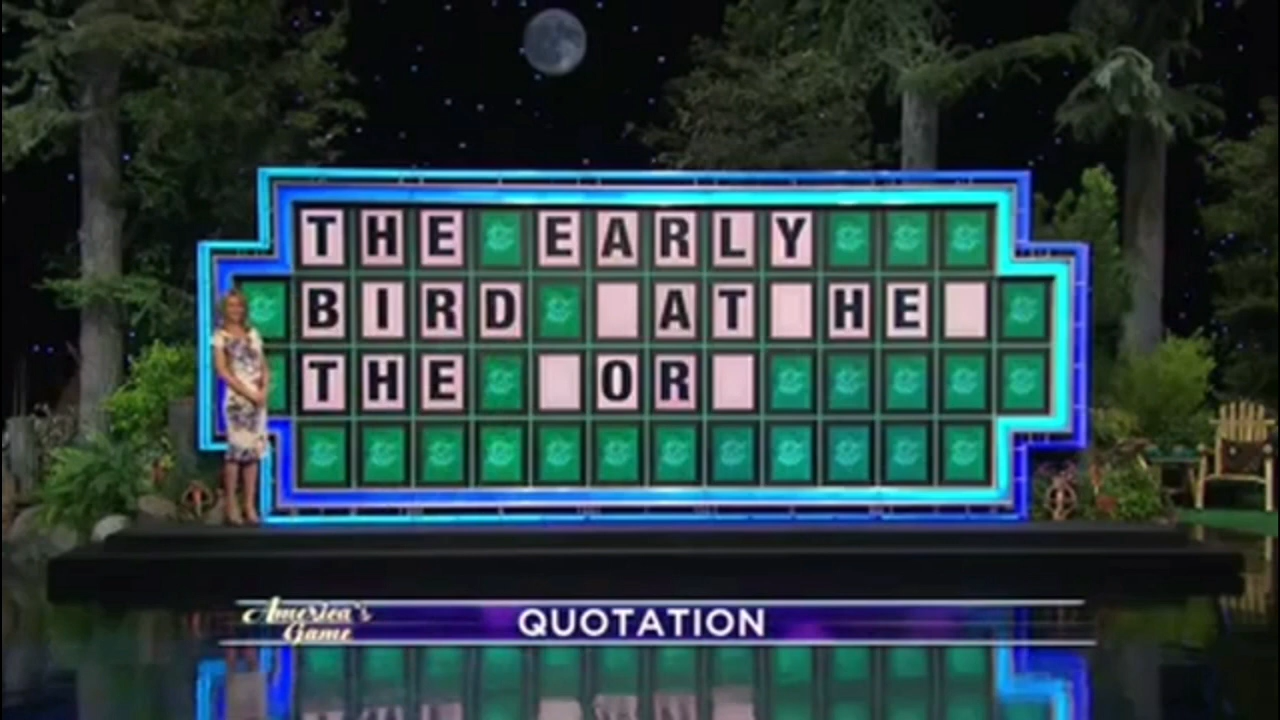 THE EARLY
BIRD AT HE
THE OR
America's
Game
QUOTATION